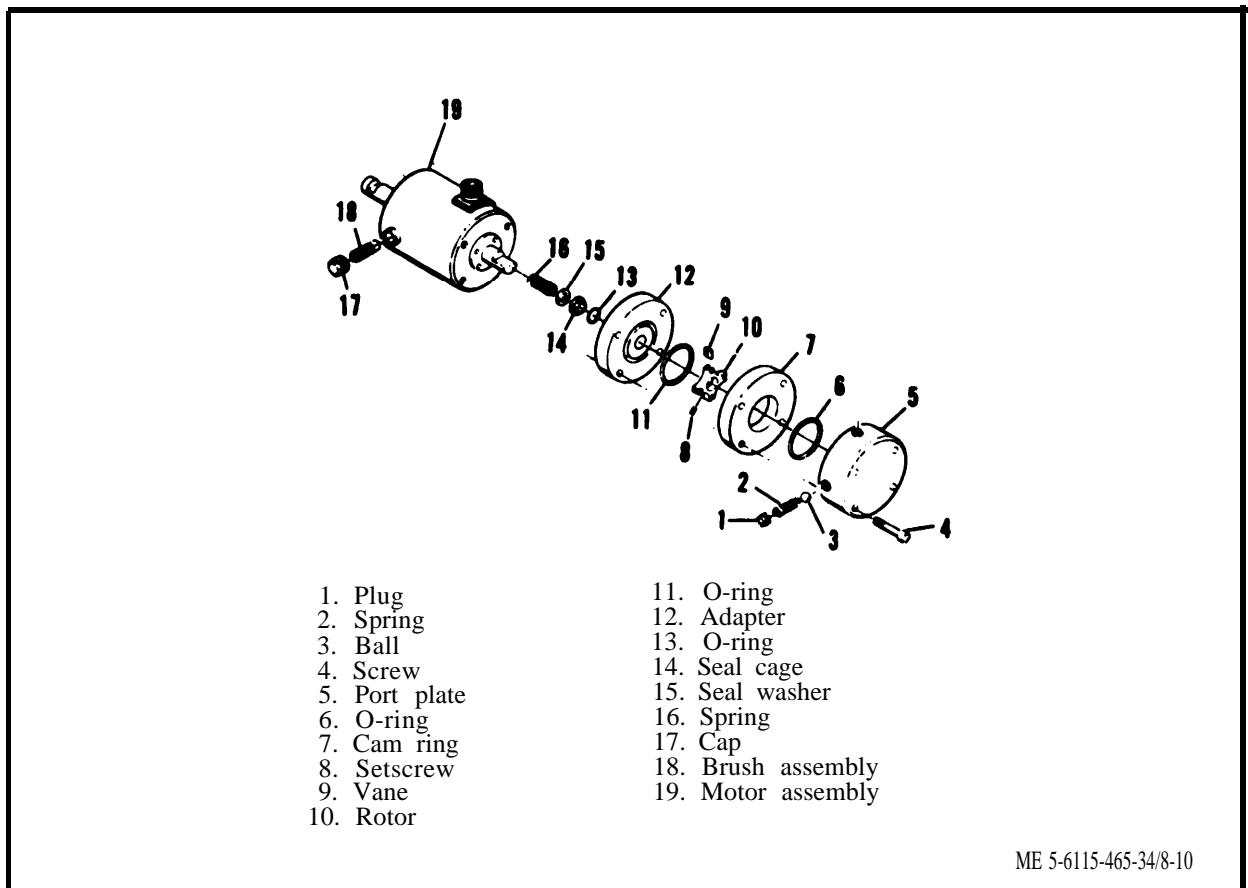 19
18
16
15
13
12
9
10
7
6
5
17
14
11
8
2
1
3
4
1. Plug
2. Spring
3. Ball
4. Screw
5. Port plate
6. O-ring
7. Cam ring
8. Setscrew
9. Vane
10. Rotor
11. O-ring
12. Adapter
13. O-ring
14. Seal cage
15. Seal washer
16. Spring
17. Cap
18. Brush assembly
19. Motor assembly
ME 5-6115-465-34/8-10